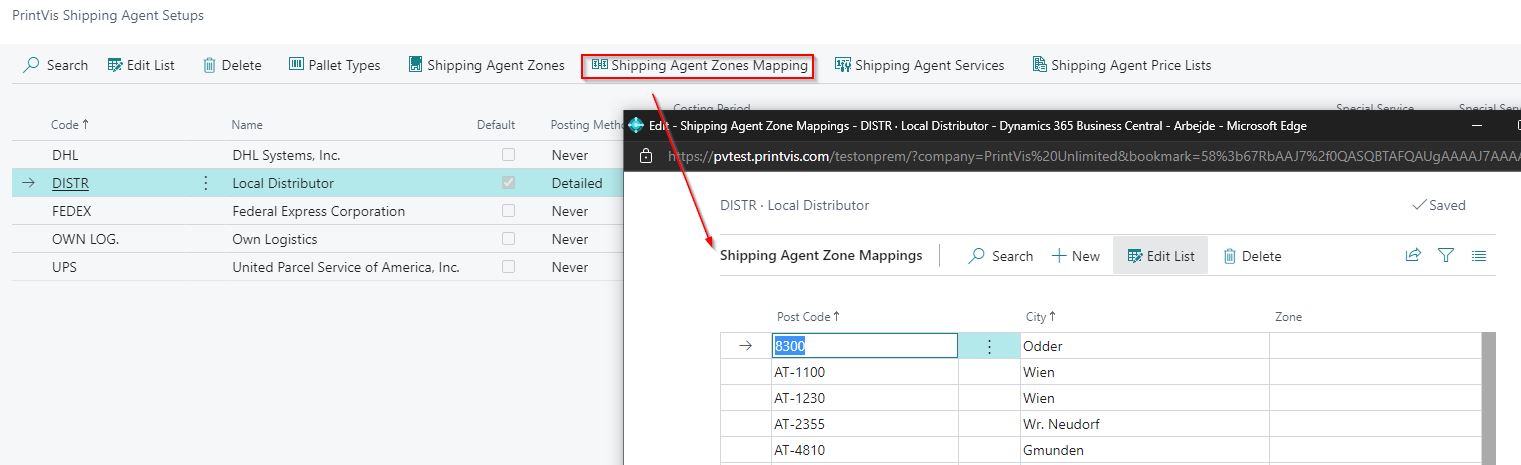 PrintVis Shipping Agent Setups
Search Edit List Delete Pallet Types Shipping Agent Zones Shipping Agent Zones Mapping Shipping Agent Services Shipping Agent Price Lists
Costing Period Special Service Special Service
Code↑ Name Default Posting Metho
DHL DHL Systems, Inc. Never
→ DISTR ⋮ Local Distributor Detailed
FEDEX Federal Express Corporation Never
OWN LOG. Own Logistics Never
UPS United Parcel Service of America, Inc. Never
Edit - Shipping Agent Zone Mappings - DISTR · Local Distributor - Dynamics 365 Business Central - Arbejde - Microsoft Edge
https://pvtest.printvis.com/testonprem/?company=PrintVis%20Unlimited&bookmark=58%3b67RbAAJ7%2f0QASQBTAFQAUgAAAAJ7AAAA
DISTR · Local Distributor Saved
Shipping Agent Zone Mappings Search New Edit List Delete
Post Code↑ City↑ Zone
→ 8300 ⋮ Odder
AT-1100 Wien
AT-1230 Wien
AT-2355 Wr. Neudorf
AT-4810 Gmunden